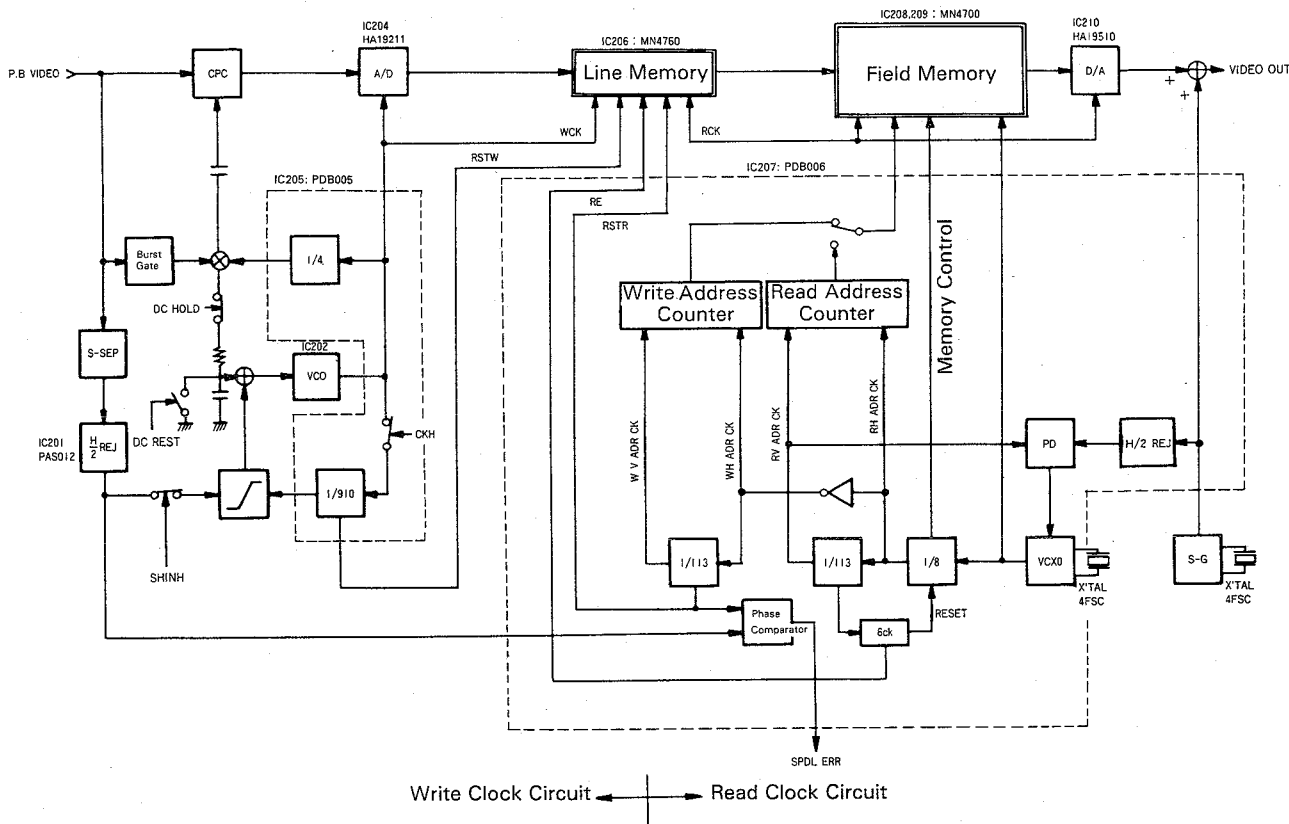 IC204
HA19211
IC206 : MN4760
IC208,209 : MN4700
IC210
HA19510
P.B VIDEO
CPC
A/D
Line Memory
Field Memory
D/A
ViDEO OUT
+
+
WCK
RCK
RSTW
IC205: PDB005
RE
RSTR
IC207: PDB006
Burst
Gate
1/4
Write Address
Counter
Read Address
Counter
Memory Control
DC HOLD
S-SEP
IC202
VCO
W V ADR CK
WH ADR CK
RV ADR CK
RH ADR CK
DC REST
CKH
IC201
PAS012
H/2 REJ
1/910
PD
H/2 REJ
SHINH
1/113
1/113
1/8
VCXO
X'TAL
4FSC
S-G
X'TAL
4FSC
RESET
Phase
Comparator
6ck
SPDL ERR
Write Clock Circuit
Read Clock Circuit